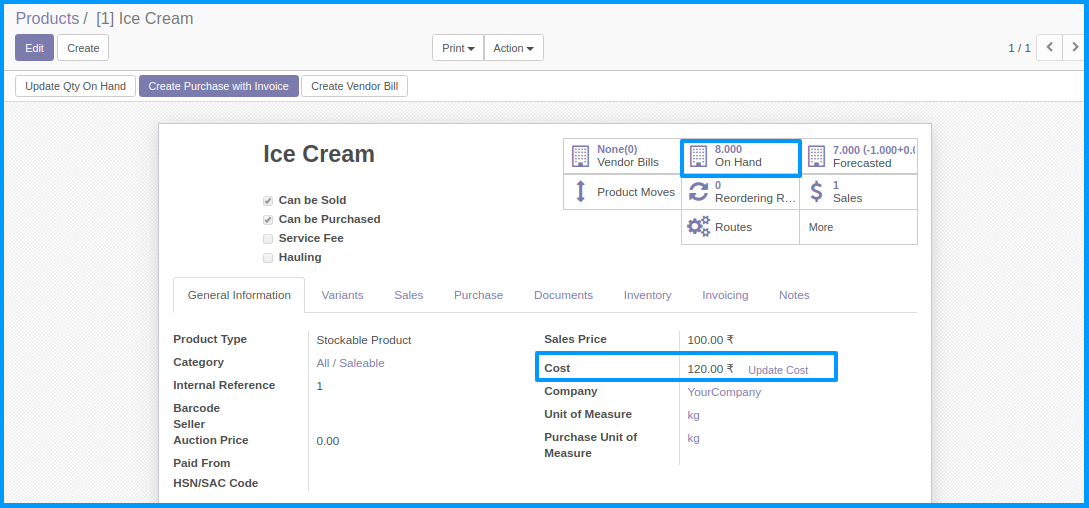 Products / [1] Ice Cream
Edit Create Print Action 1 / 1
Update Qty On Hand Create Purchase with Invoice Create Vendor Bill
Ice Cream
None(0) Vendor Bills
8.000 On Hand
7.000 (-1.000+0.0 Forecasted
Product Moves
0 Reordering R...
1 Sales
Routes
More
Can be Sold
Can be Purchased
Service Fee
Hauling
General Information Variants Sales Purchase Documents Inventory Invoicing Notes
Product Type Stockable Product
Category All / Saleable
Internal Reference 1
Barcode
Seller
Auction Price 0.00
Paid From
HSN/SAC Code
Sales Price 100.00 ₹
Cost 120.00 ₹ Update Cost
Company YourCompany
Unit of Measure kg
Purchase Unit of kg
Measure